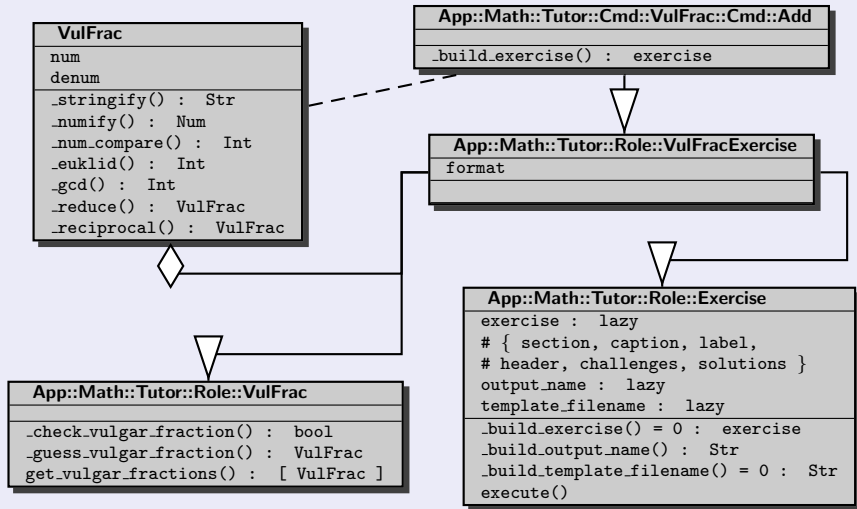 VulFrac
num
denum
_stringify() : Str
_numify() : Num
_num_compare() : Int
_euklid() : Int
_gcd() : Int
_reduce() : VulFrac
_reciprocal() : VulFrac
App::Math::Tutor::Cmd::VulFrac::Cmd::Add
_build_exercise() : exercise
App::Math::Tutor::Role::VulFracExercise
format
App::Math::Tutor::Role::Exercise
exercise : lazy
# { section, caption, label,
# header, challenges, solutions }
output_name : lazy
template_filename : lazy
_build_exercise() = 0 : exercise
_build_output_name() : Str
_build_template_filename() = 0 : Str
execute()
App::Math::Tutor::Role::VulFrac
_check_vulgar_fraction() : bool
_guess_vulgar_fraction() : VulFrac
get_vulgar_fractions() : [ VulFrac ]